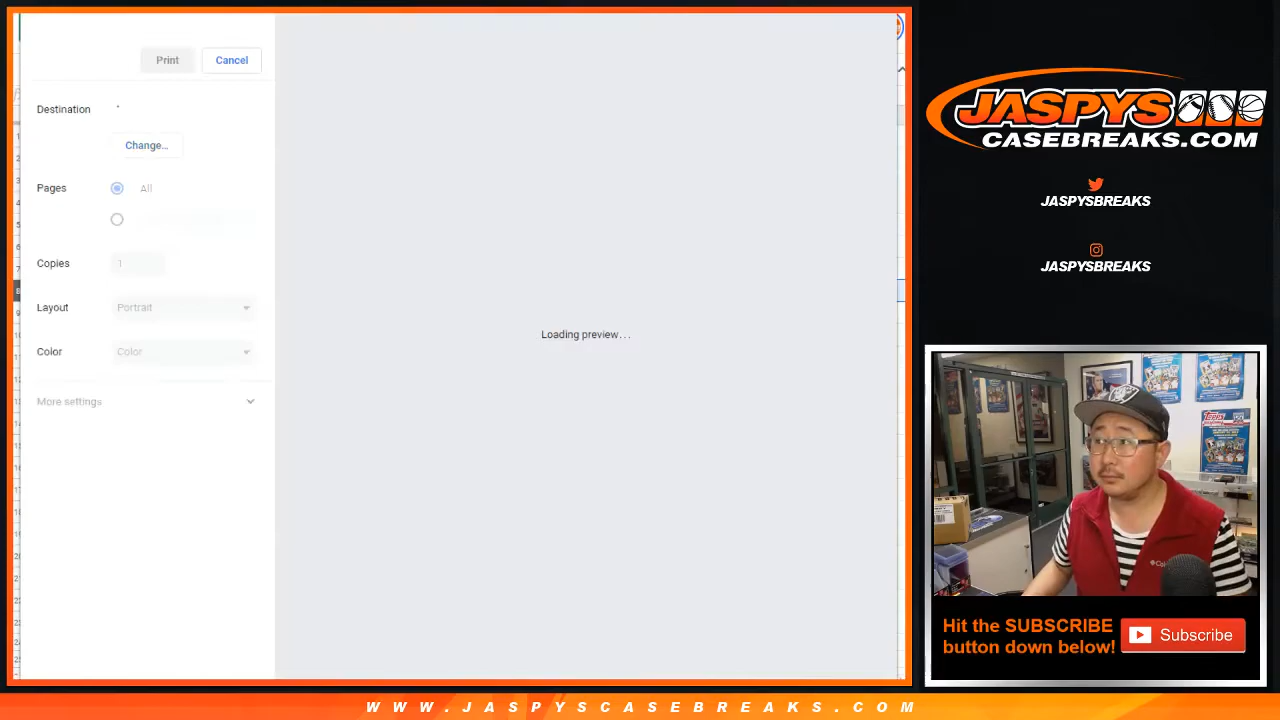 Print
Cancel
Destination
Change...
Pages
All
Copies
1
Layout
Portrait
Color
Color
More settings
Loading preview...
JASPYS
CASEBREAKS.COM
JASPYSBREAKS
JASPYSBREAKS
Hit the SUBSCRIBE
button down below!
Subscribe
WWW.JASPYSCASEBREAKS.COM